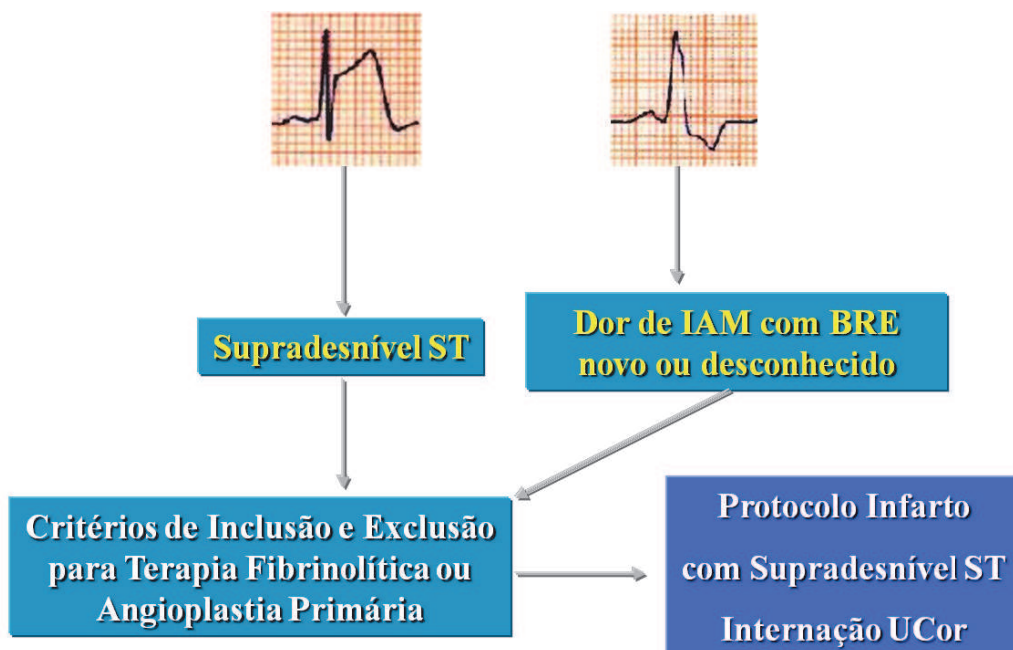 Supradesnível ST
Dor de IAM com BRE
novo ou desconhecido
Critérios de Inclusão e Exclusão
para Terapia Fibrinolítica ou
Angioplastia Primária
Protocolo Infarto
com Supradesnível ST
Internação UCor